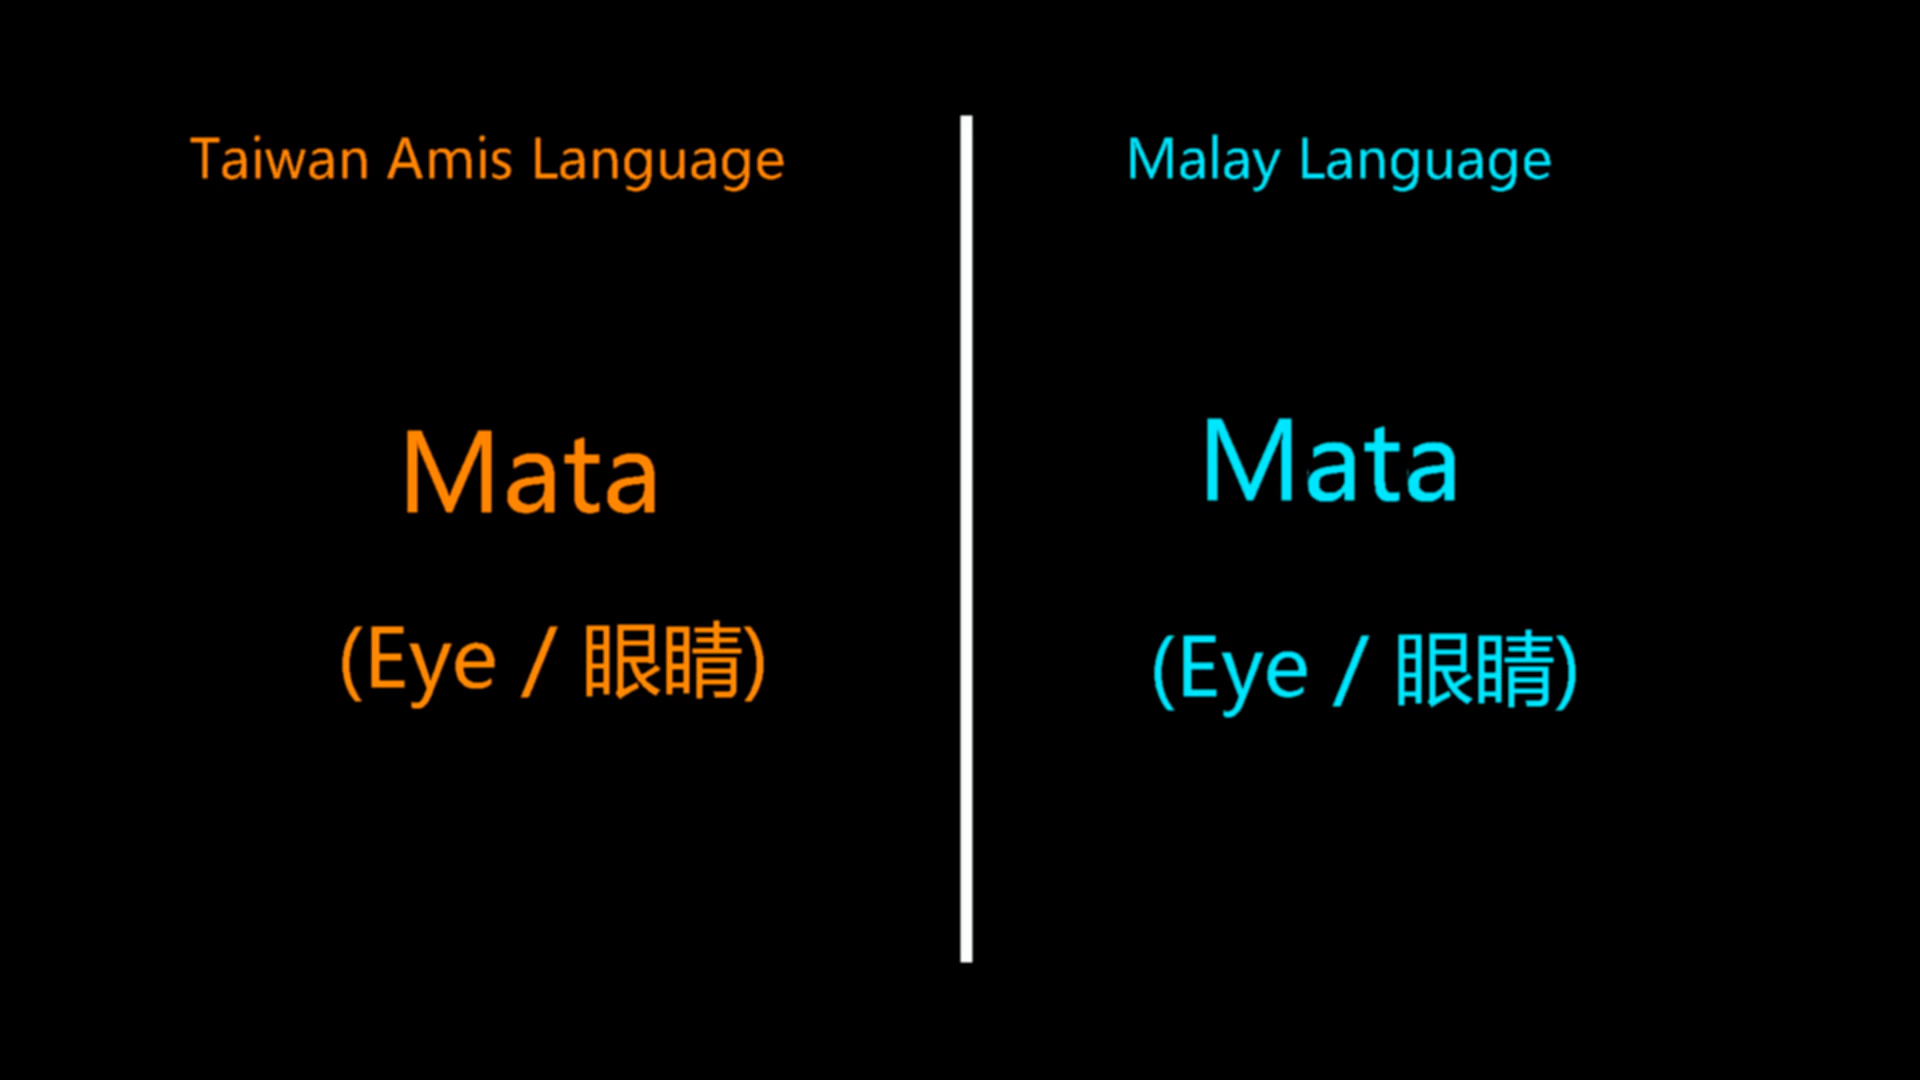 Taiwan Amis Language
Mata
(Eye / 眼睛)
Malay Language
Mata
(Eye / 眼睛)